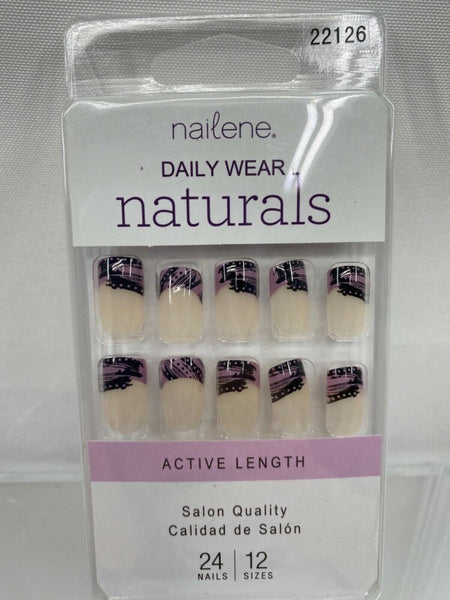 22126
nailene®
DAILY WEAR
naturals
ACTIVE LENGTH
Salon Quality
Calidad de Salón
24 | 12
NAILS | SIZES